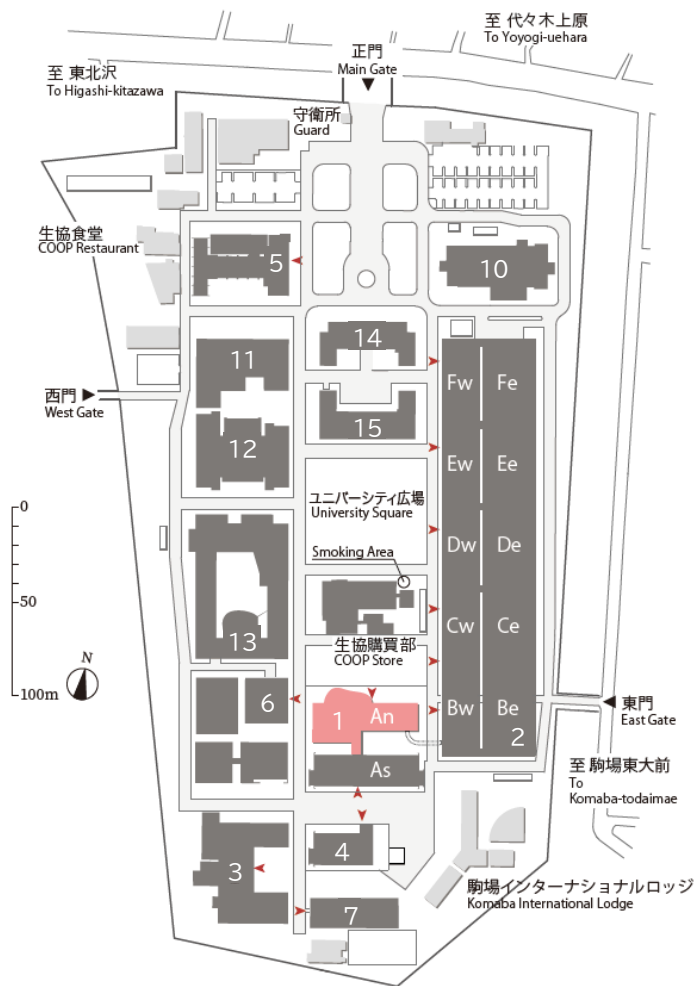 至 代々木上原
To Yoyogi-uehara
正門
Main Gate
至 東北沢
To Higashi-kitazawa
守衛所
Guard
生協食堂
COOP Restaurant
5
10
14
11
Fw Fe
西門
West Gate
15
12
Ew Ee
0
ユニバーシティ広場
University Square
Dw De
Smoking Area
50
Cw Ce
13
生協購買部
COOP Store
N
100m
6
1 An
Bw Be
2
東門
East Gate
As
至 駒場東大前
To
Komaba-todaimae
4
3
駒場インターナショナルロッジ
Komaba International Lodge
7